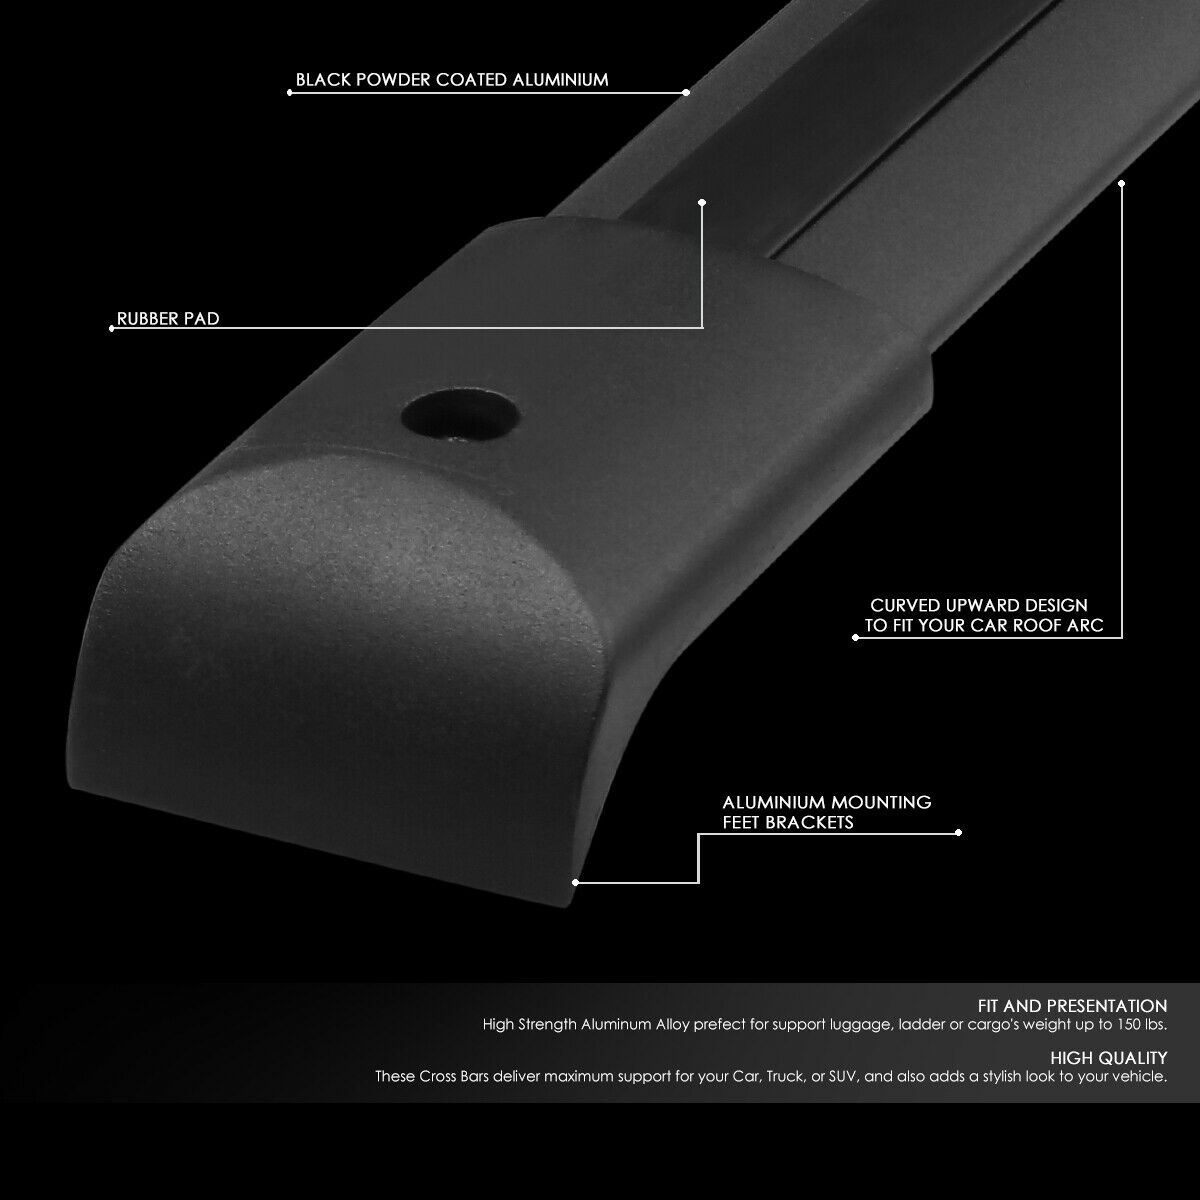 BLACK POWDER COATED ALUMINIUM
RUBBER PAD
CURVED UPWARD DESIGN
TO FIT YOUR CAR ROOF ARC
ALUMINIUM MOUNTING
FEET BRACKETS
FIT AND PRESENTATION
High Strength Aluminum Alloy prefect for support luggage, ladder or cargo's weight up to 150 lbs.
HIGH QUALITY
These Cross Bars deliver maximum support for your Car, Truck, or SUV, and also adds a stylish look to your vehicle.